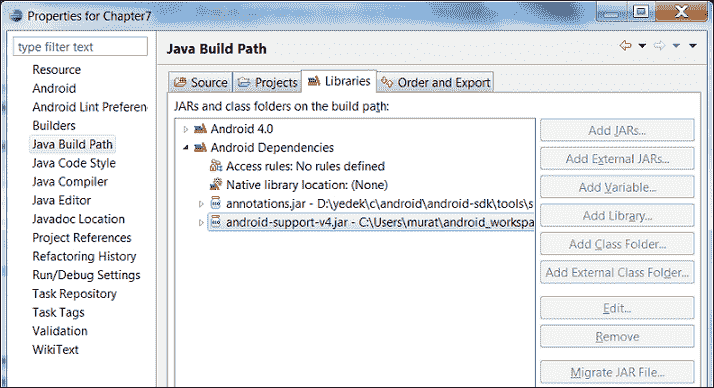 Properties for Chapter7
type filter text
Resource
Android
Android Lint Preferen
Builders
Java Build Path
Java Code Style
Java Compiler
Java Editor
Javadoc Location
Project References
Refactoring History
Run/Debug Settings
Task Repository
Task Tags
Validation
WikiText
Java Build Path
Source
Projects
Libraries
Order and Export
JARs and class folders on the build path:
Android 4.0
Android Dependencies
Access rules: No rules defined
Native library location: (None)
annotations.jar - D:\yedek\c\android\android-sdk\tools\s
android-support-v4.jar - C:\Users\murat\android_workspa
Add JARs...
Add External JARs...
Add Variable...
Add Library...
Add Class Folder...
Add External Class Folder...
Edit...
Remove
Migrate JAR File...